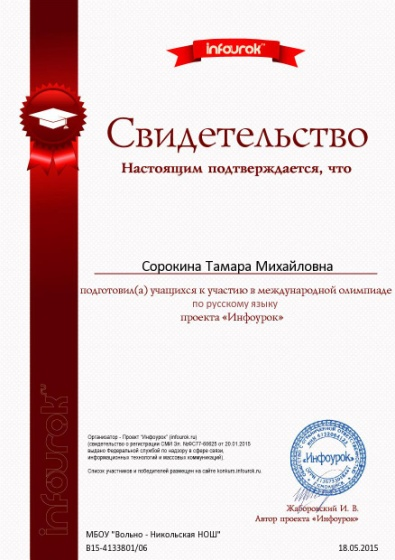 infourok™
Свидетельство
Настоящим подтверждается, что
Сорокина Тамара Михайловна
подготовил(а) учащихся к участию в международной олимпиаде
по русскому языку
проекта «Инфоурок»
Организатор - Проект "Инфоурок" (infourok.ru)
(свидетельство о регистрации СМИ Эл. №ФС77-60625 от 20.01.2015
выдано Федеральной службой по надзору в сфере связи,
информационных технологий и массовых коммуникаций)
Список участников и победителей размещен на сайте konkurs.infourok.ru
«Инфоурок»
Жаборовский И. В.
Автор проекта «Инфоурок»
infourok™
МБОУ "Вольно - Никольская НОШ"
В15-4133801/06
18.05.2015